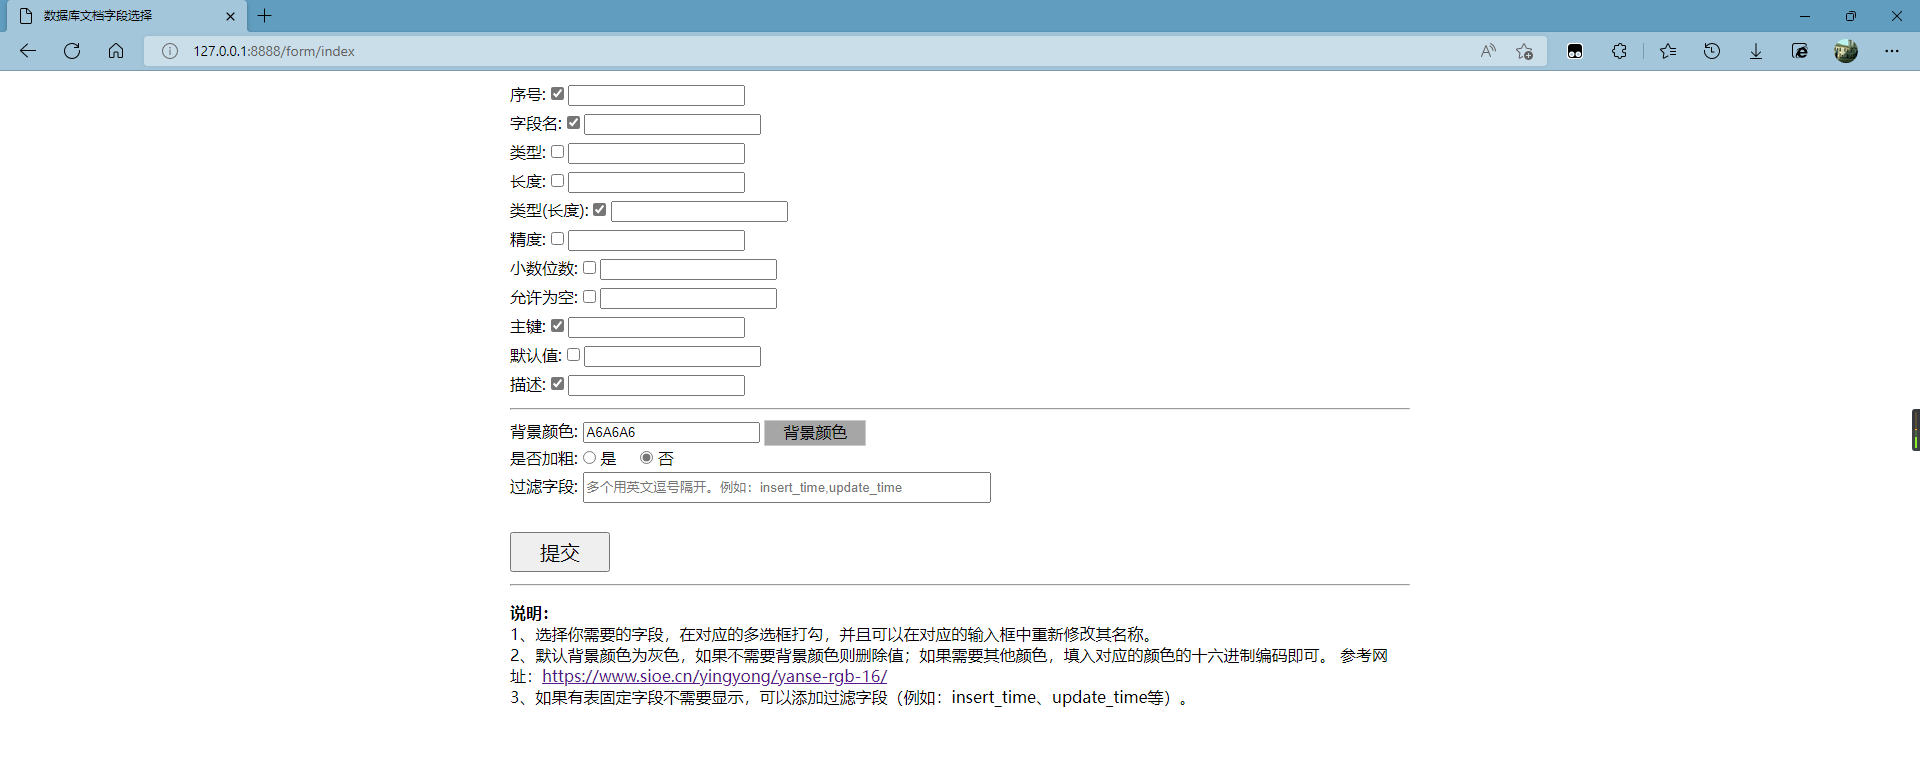 数据库文档字段选择
127.0.0.1:8888/form/index
序号:
字段名:
类型:
长度:
类型(长度):
精度:
小数位数:
允许为空:
主键:
默认值:
描述:
背景颜色: A6A6A6 背景颜色
是否加粗: 是 否
过滤字段: 多个用英文逗号隔开。例如：insert_time,update_time
提交
说明：
1、选择你需要的字段，在对应的多选框打勾，并且可以在对应的输入框中重新修改其名称。
2、默认背景颜色为灰色，如果不需要背景颜色则删除值；如果需要其他颜色，填入对应的颜色的十六进制编码即可。 参考网
址：https://www.sioe.cn/yingyong/yanse-rgb-16/
3、如果有表固定字段不需要显示，可以添加过滤字段（例如：insert_time、update_time等）。